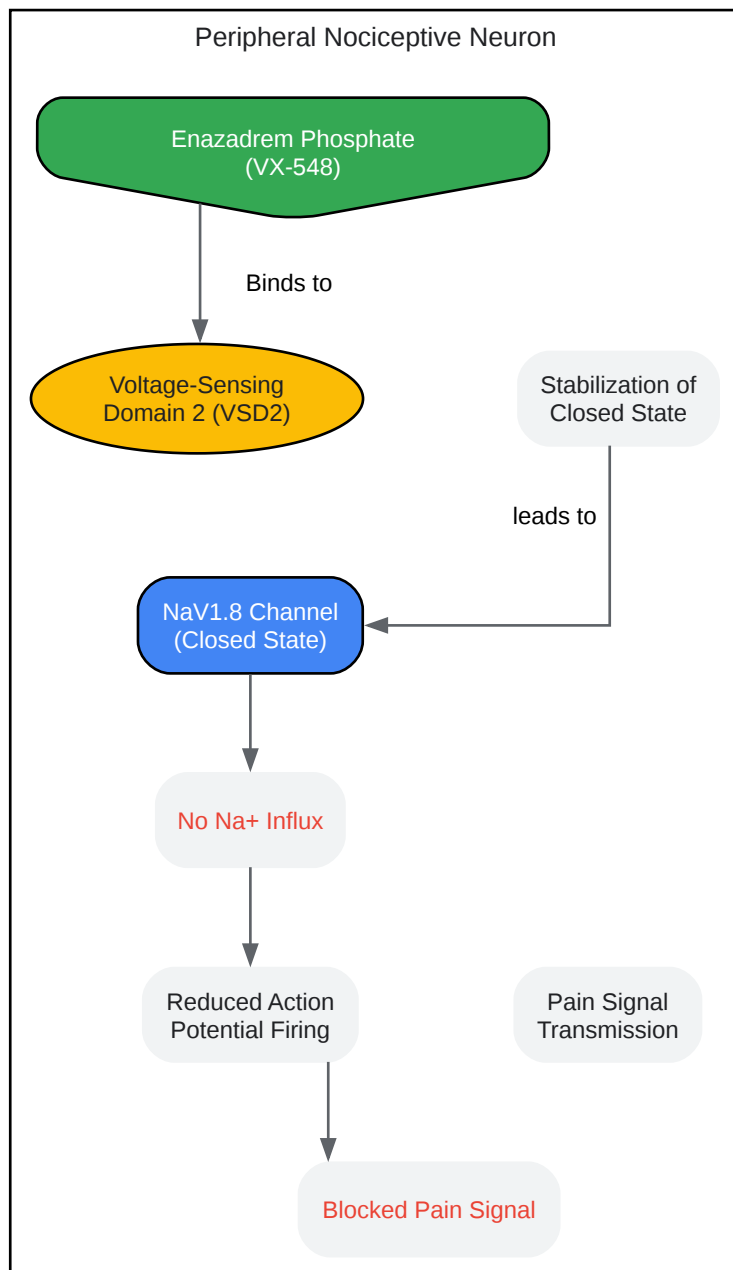 Peripheral Nociceptive Neuron
Enazadrem Phosphate
(VX-548)
Binds to
Voltage-Sensing
Domain 2 (VSD2)
Stabilization of
Closed State
leads to
NaV1.8 Channel
(Closed State)
No Na+ Influx
Reduced Action
Potential Firing
Pain Signal
Transmission
Blocked Pain Signal